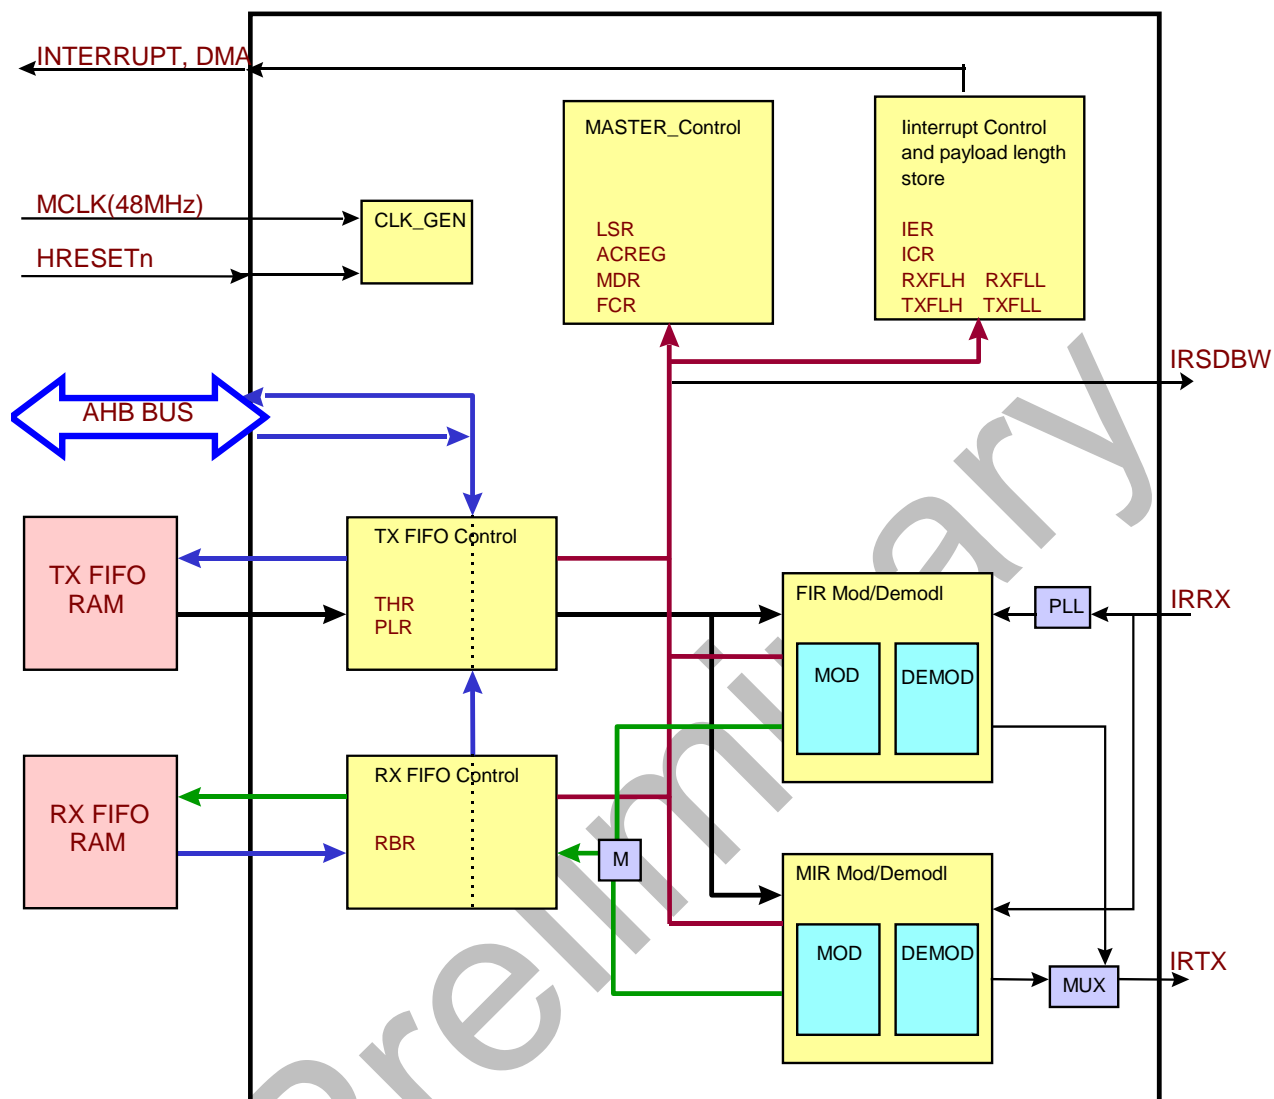 INTERRUPT, DMA
MASTER_Control
LSR
ACREG
MDR
FCR
Iinterrupt Control
and payload length
store
IER
ICR
RXFLH RXFLL
TXFLH TXFLL
MCLK(48MHz)
HRESETn
CLK_GEN
IRSDBW
AHB BUS
TX FIFO
RAM
TX FIFO Control
THR
PLR
FIR Mod/Demodl
MOD
DEMOD
PLL
IRRX
RX FIFO
RAM
RX FIFO Control
RBR
M
MIR Mod/Demodl
MOD
DEMOD
MUX
IRTX
Preliminary